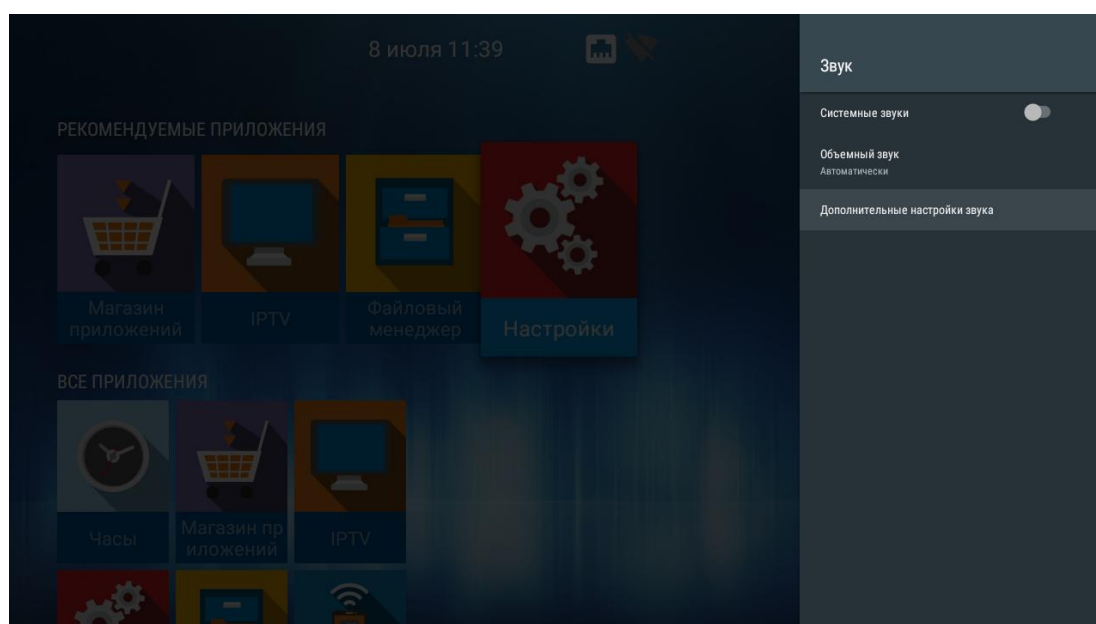 8 июля 11:39
РЕКОМЕНДУЕМЫЕ ПРИЛОЖЕНИЯ
Магазин
приложений
IPTV
Файловый
менеджер
Настройки
ВСЕ ПРИЛОЖЕНИЯ
Часы
Магазин пр
иложений
IPTV
Звук
Системные звуки
Объемный звук
Автоматически
Дополнительные настройки звука